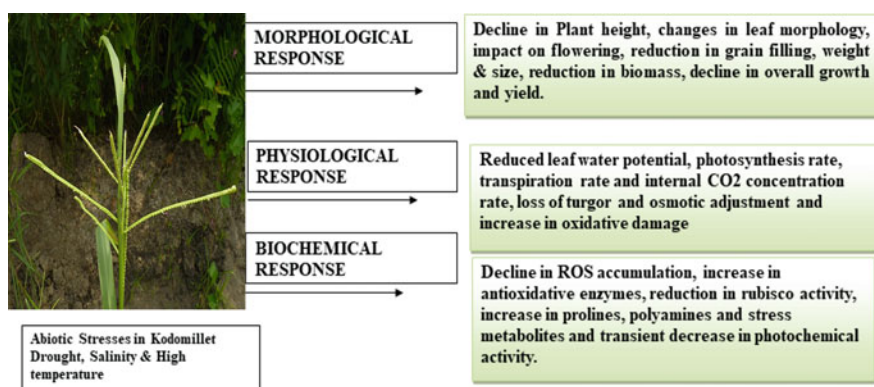 MORPHOLOGICAL
RESPONSE
Decline in Plant height, changes in leaf morphology,
impact on flowering, reduction in grain filling, weight
& size, reduction in biomass, decline in overall growth
and yield.
PHYSIOLOGICAL
RESPONSE
Reduced leaf water potential, photosynthesis rate,
transpiration rate and internal CO2 concentration
rate, loss of turgor and osmotic adjustment and
increase in oxidative damage
BIOCHEMICAL
RESPONSE
Decline in ROS accumulation, increase in
antioxidative enzymes, reduction in rubisco activity,
increase in prolines, polyamines and stress
metabolites and transient decrease in photochemical
activity.
Abiotic Stresses in Kodomillet
Drought, Salinity & High
temperature